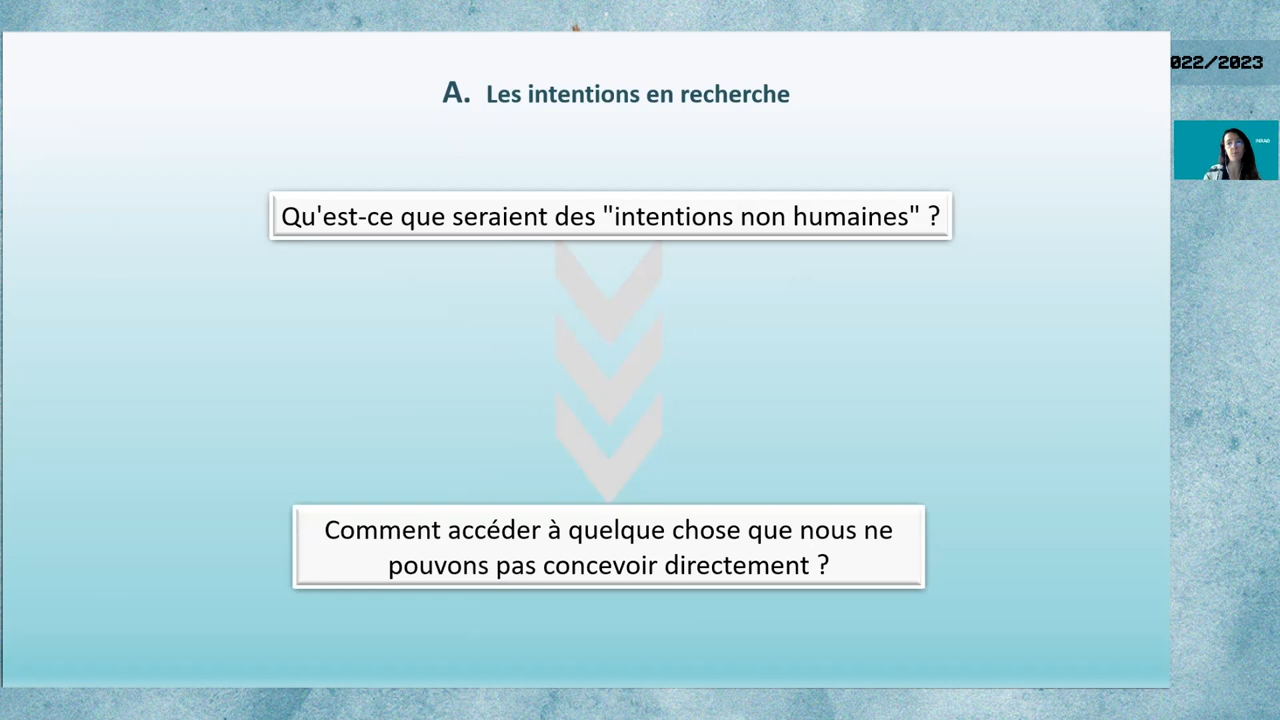 A. Les intentions en recherche
022/2023
Qu'est-ce que seraient des "intentions non humaines" ?
Comment accéder à quelque chose que nous ne
pouvons pas concevoir directement ?